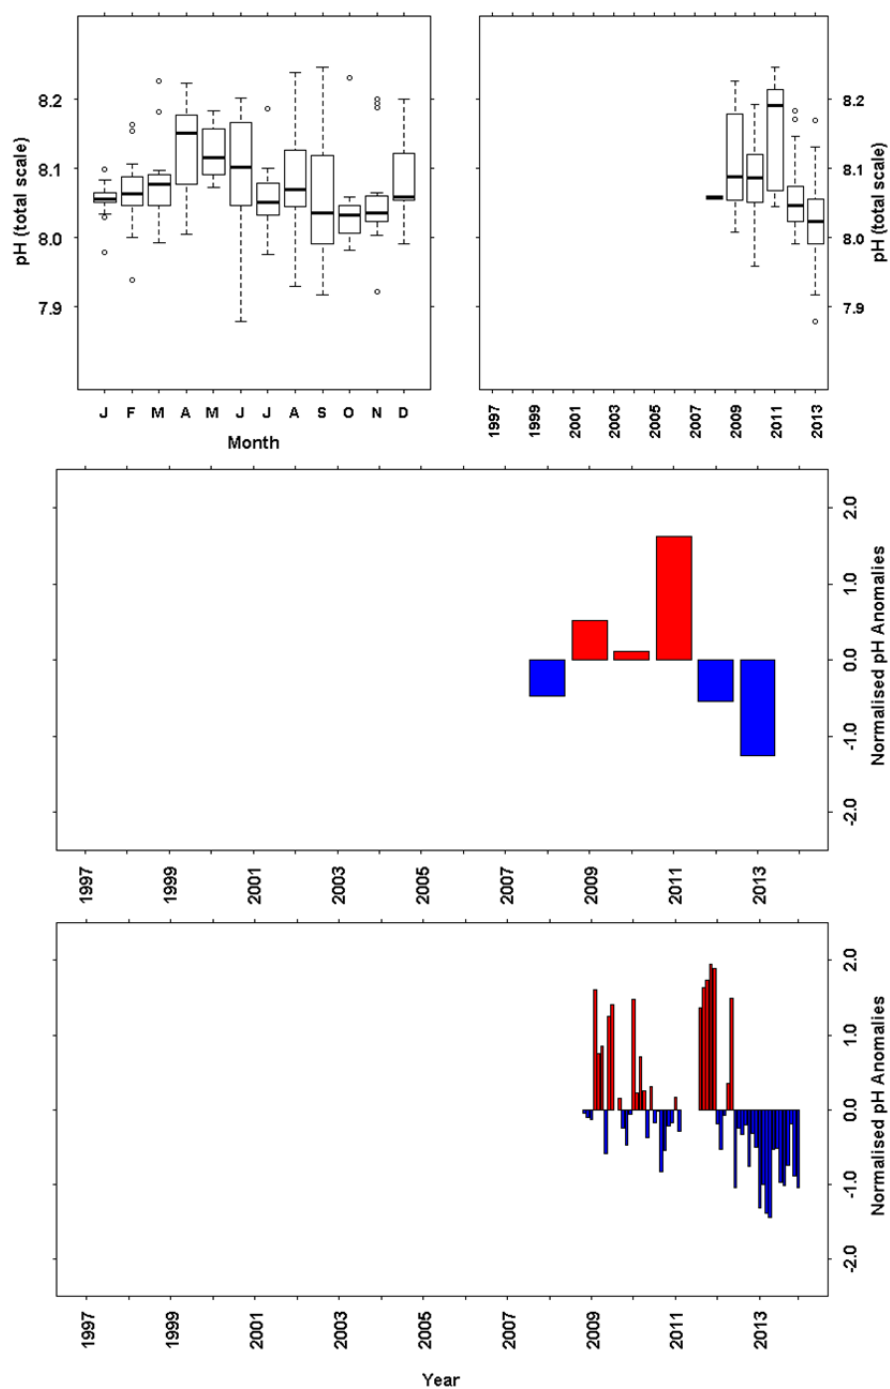 8.2
8.1
8.0
7.9
pH (total scale)
J F M A M J J A S O N D
Month
8.2
8.1
8.0
7.9
pH (total scale)
1997 1999 2001 2003 2005 2007 2009 2011 2013
2.0
1.0
0.0
-1.0
-2.0
Normalised pH Anomalies
1997 1999 2001 2003 2005 2007 2009 2011 2013
2.0
1.0
0.0
-1.0
-2.0
Normalised pH Anomalies
1997 1999 2001 2003 2005 2007 2009 2011 2013
Year